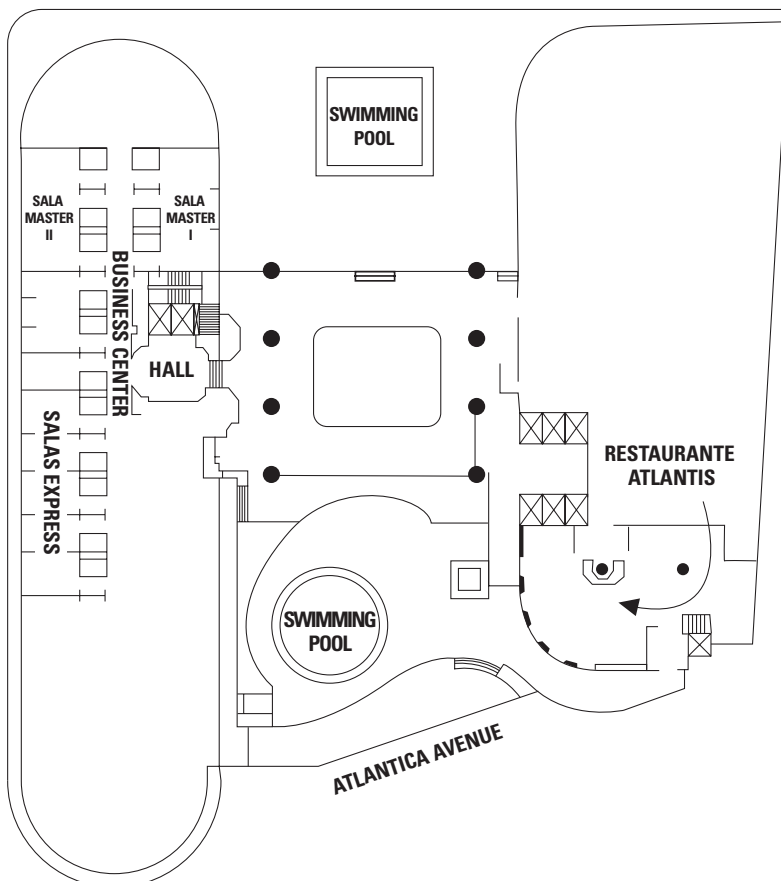 SWIMMING
POOL
SALA
MASTER
II
SALA
MASTER
I
BUSINESS CENTER
HALL
SALAS EXPRESS
RESTAURANTE
ATLANTIS
SWIMMING
POOL
ATLANTICA AVENUE